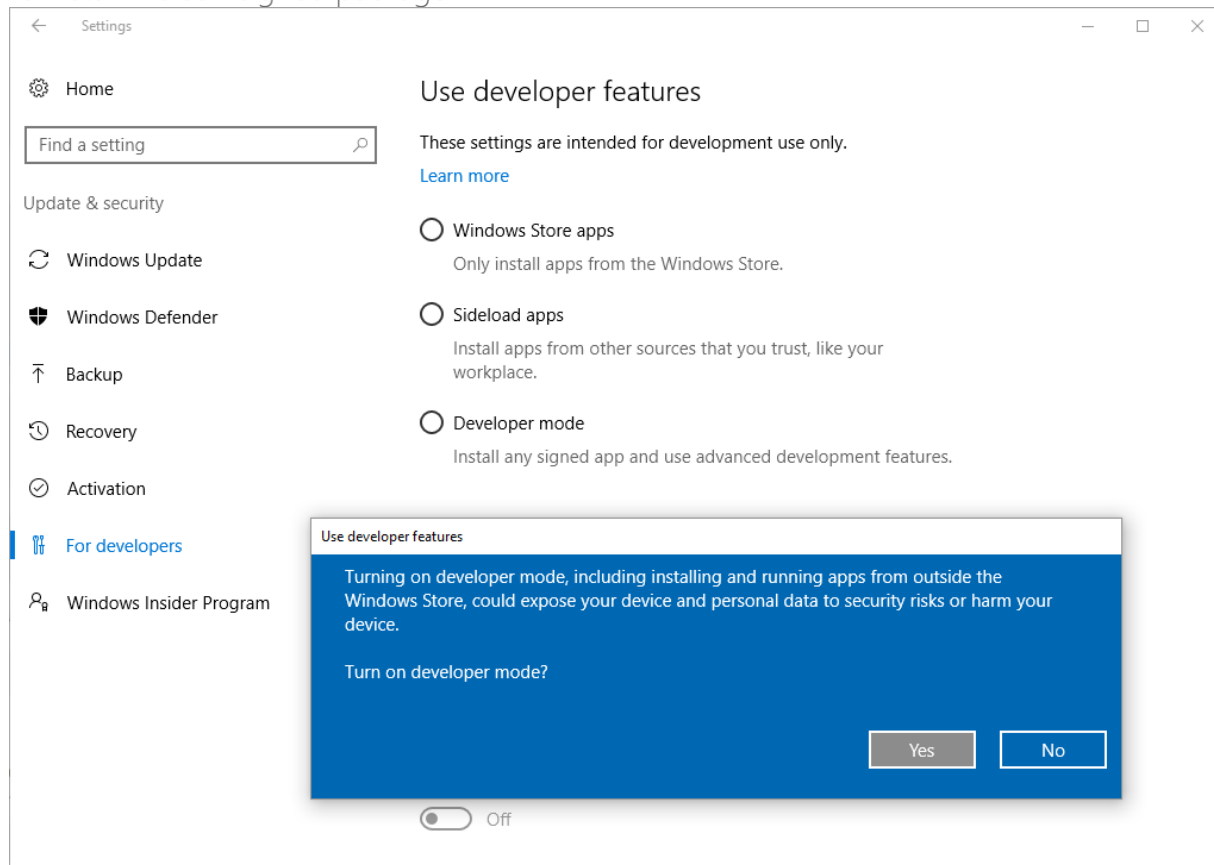 Settings
Home
Find a setting
Update & security
Windows Update
Windows Defender
Backup
Recovery
Activation
For developers
Windows Insider Program
Use developer features
These settings are intended for development use only.
Learn more
Windows Store apps
Only install apps from the Windows Store.
Sideload apps
Install apps from other sources that you trust, like your
workplace.
Developer mode
Install any signed app and use advanced development features.
Use developer features
Turning on developer mode, including installing and running apps from outside the
Windows Store, could expose your device and personal data to security risks or harm your
device.
Turn on developer mode?
Yes
No
Off